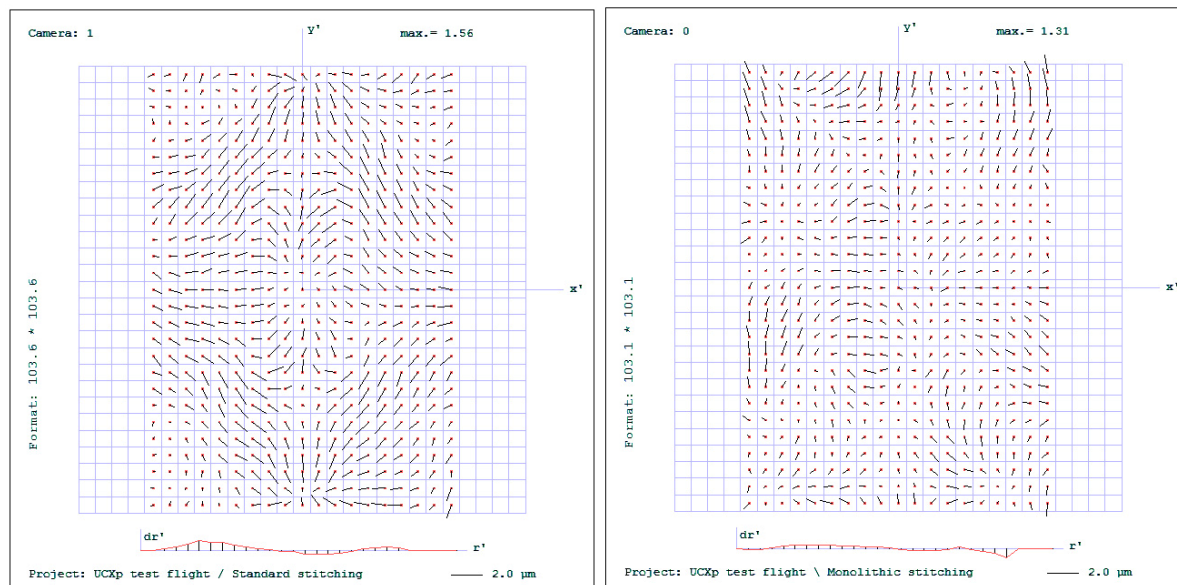 Camera: 1
y'
max.= 1.56
x'
Format: 103.6 * 103.6
dr'
r'
Project: UCXp test flight / Standard stitching
2.0 µm
Camera: 0
y'
max.= 1.31
x'
Format: 103.1 * 103.1
dr'
r'
Project: UCXp test flight \ Monolithic stitching
2.0 µm